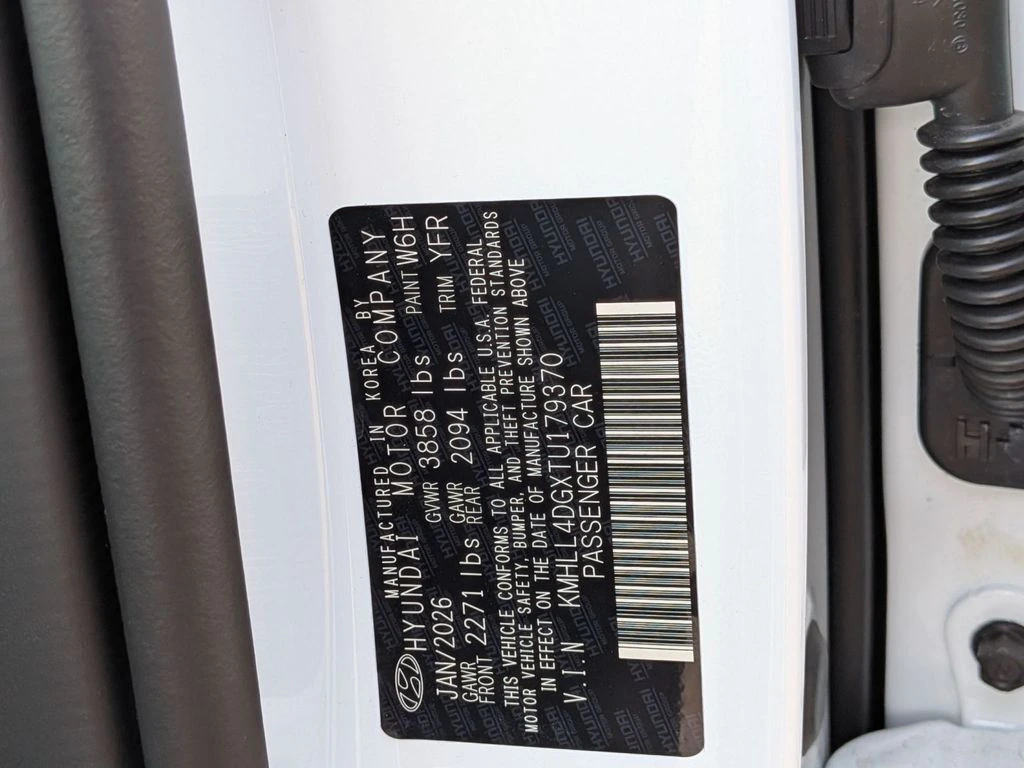 MANUFACTURED IN KOREA BY
HYUNDAI MOTOR COMPANY
JAN/2026 GVWR 3858 lbs PAINT W6H
GAWR FRONT 2271 lbs GAWR REAR 2094 lbs TRIM YFR
THIS VEHICLE CONFORMS TO ALL APPLICABLE U.S.A. FEDERAL
MOTOR VEHICLE SAFETY, BUMPER, AND THEFT PREVENTION STANDARDS
IN EFFECT ON THE DATE OF MANUFACTURE SHOWN ABOVE
V.I.N KMHLL4DGXTU179370
PASSENGER CAR
H-